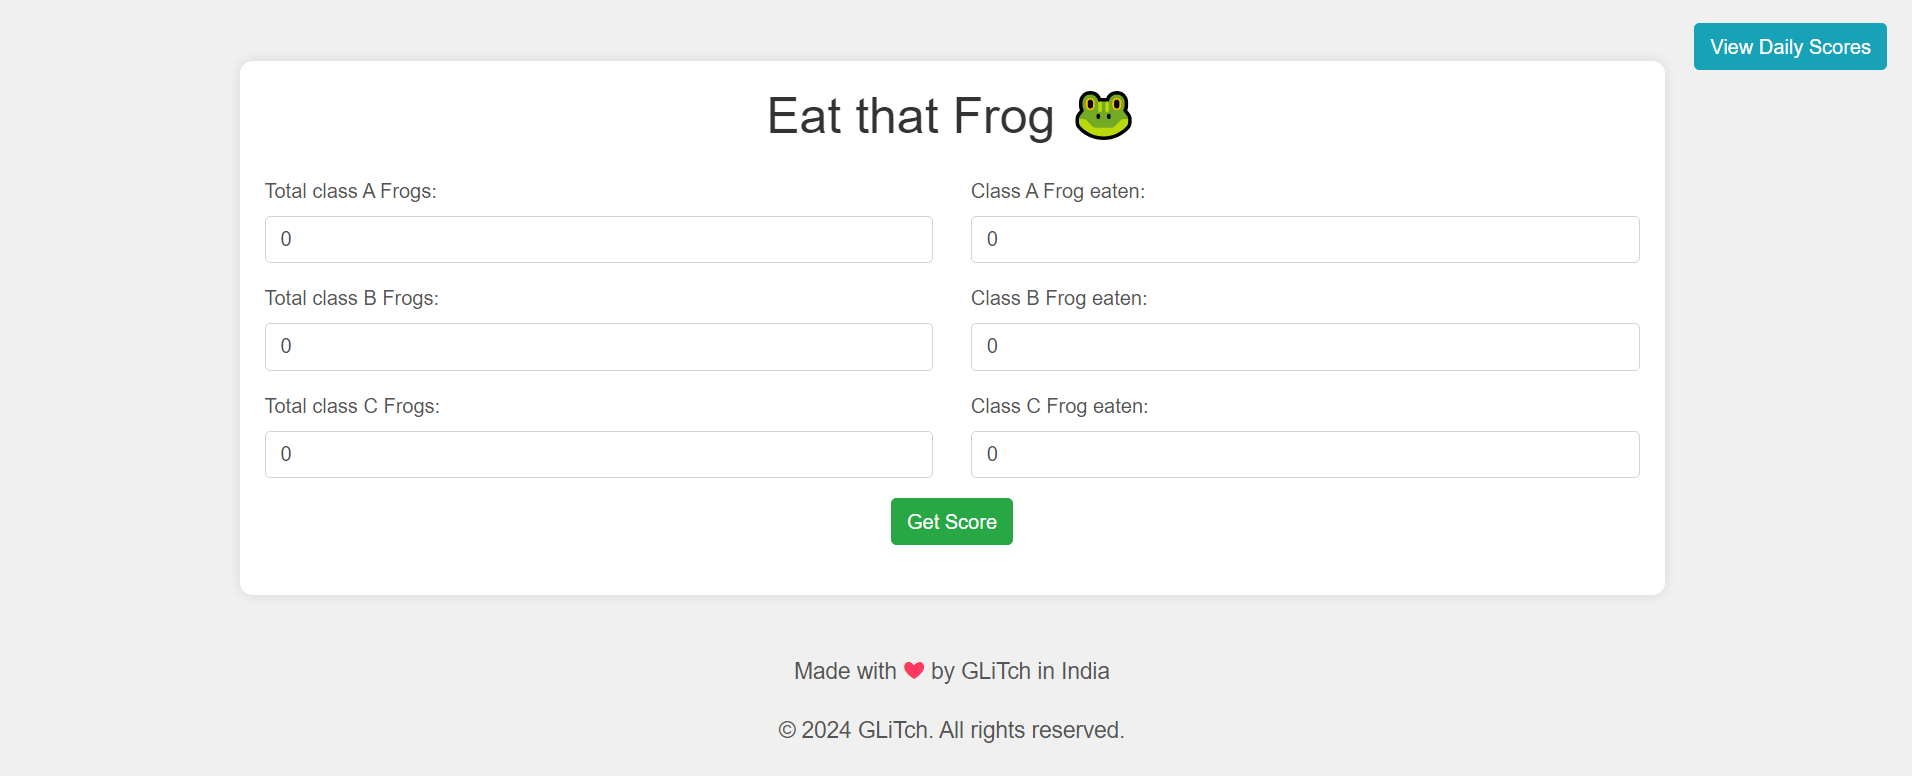 View Daily Scores
Eat that Frog 🐸
Total class A Frogs:
Class A Frog eaten:
0
0
Total class B Frogs:
Class B Frog eaten:
0
0
Total class C Frogs:
Class C Frog eaten:
0
0
Get Score
Made with ❤ by GLiTch in India
© 2024 GLiTch. All rights reserved.